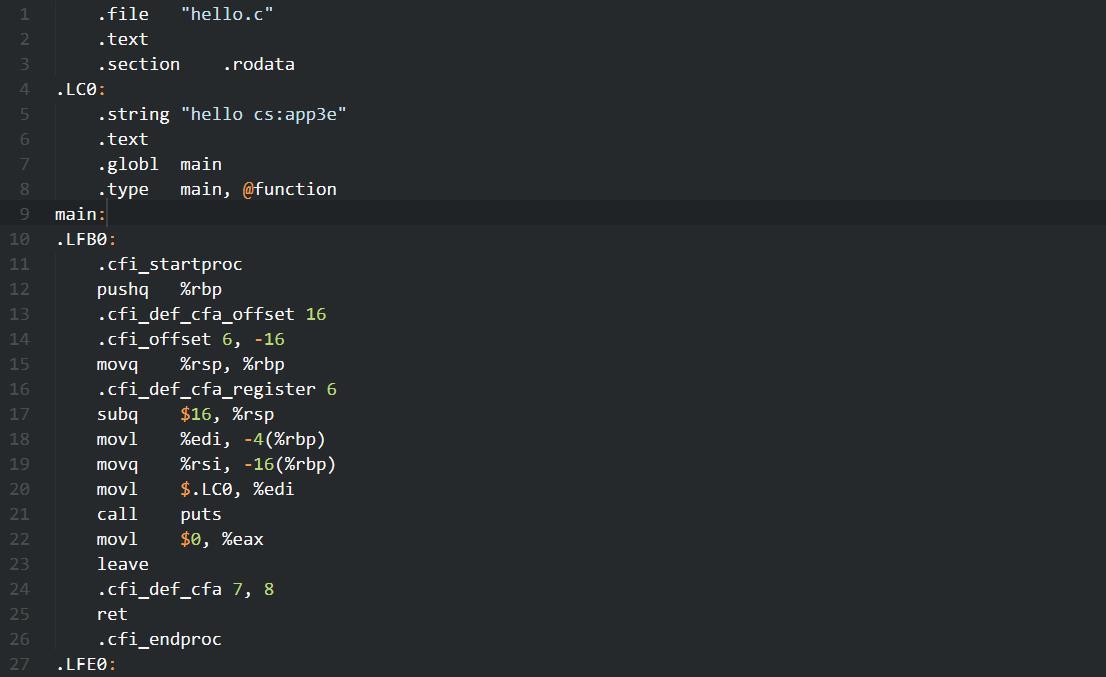 1 .file "hello.c"
2 .text
3 .section .rodata
4 .LC0:
5 .string "hello cs:app3e"
6 .text
7 .globl main
8 .type main, @function
9 main:
10 .LFB0:
11 .cfi_startproc
12 pushq %rbp
13 .cfi_def_cfa_offset 16
14 .cfi_offset 6, -16
15 movq %rsp, %rbp
16 .cfi_def_cfa_register 6
17 subq $16, %rsp
18 movl %edi, -4(%rbp)
19 movq %rsi, -16(%rbp)
20 movl $.LC0, %edi
21 call puts
22 movl $0, %eax
23 leave
24 .cfi_def_cfa 7, 8
25 ret
26 .cfi_endproc
27 .LFE0: